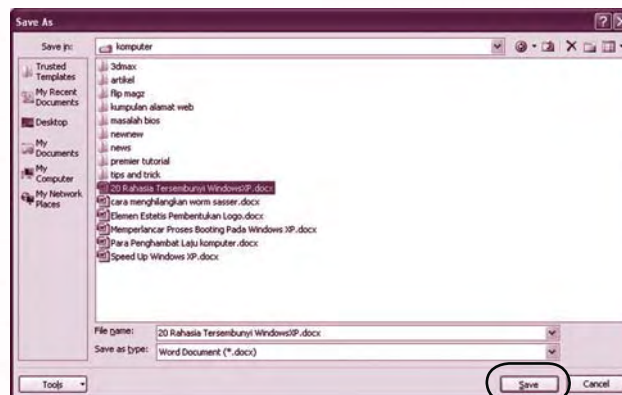 Save As
Save in:
komputer
Trusted
Templates
My Recent
Documents
Desktop
My
Documents
My
Computer
My Network
Places
3dmax
artikel
flip magz
kumpulan alamat web
masalah bios
newnew
news
premier tutorial
tips and trick
20 Rahasia Tersembunyi WindowsXP.docx
cara menghilangkan worm sasser.docx
Elemen Estetis Pembentukan Logo.docx
Memperlancar Proses Booting Pada Windows XP.docx
Para Penghambat Laju komputer.docx
Speed Up Windows XP.docx
File name:
20 Rahasia Tersembunyi WindowsXP.docx
Save as type:
Word Document (*.docx)
Tools
Save
Cancel